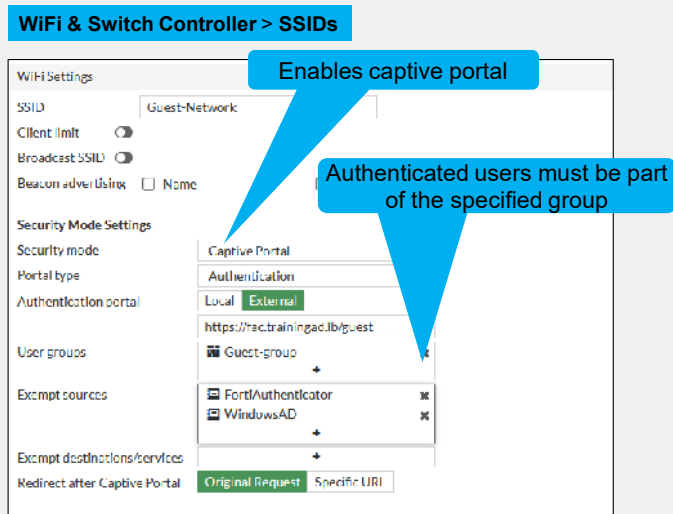 WiFi & Switch Controller > SSIDs
WiFi Settings
Enables captive portal
SSID
Guest-Network
Client limit
Broadcast SSID
Beacon advertising
Name
Authenticated users must be part
of the specified group
Security Mode Settings
Security mode
Captive Portal
Portal type
Authentication
Authentication portal
Local
External
https://fac.trainingad.lb/guest
User groups
Guest-group
+
Exempt sources
FortiAuthenticator
WindowsAD
+
Exempt destinations/services
+
Redirect after Captive Portal
Original Request
Specific URL